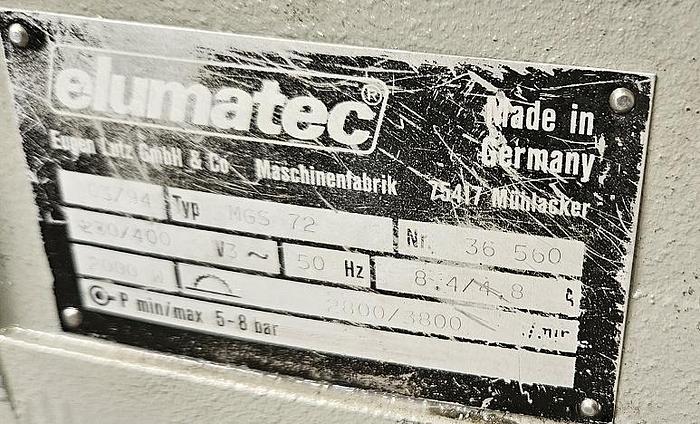 elumatec®
Made in
Germany
Eugen Lutz GmbH & Co Maschinenfabrik 75417 Mühlacker
03/94 Typ MGS 72 Nr. 36 560
230/400 V3 ~ 50 Hz 8.4/4.8
2000 W 2800/3800
P min/max 5-8 bar